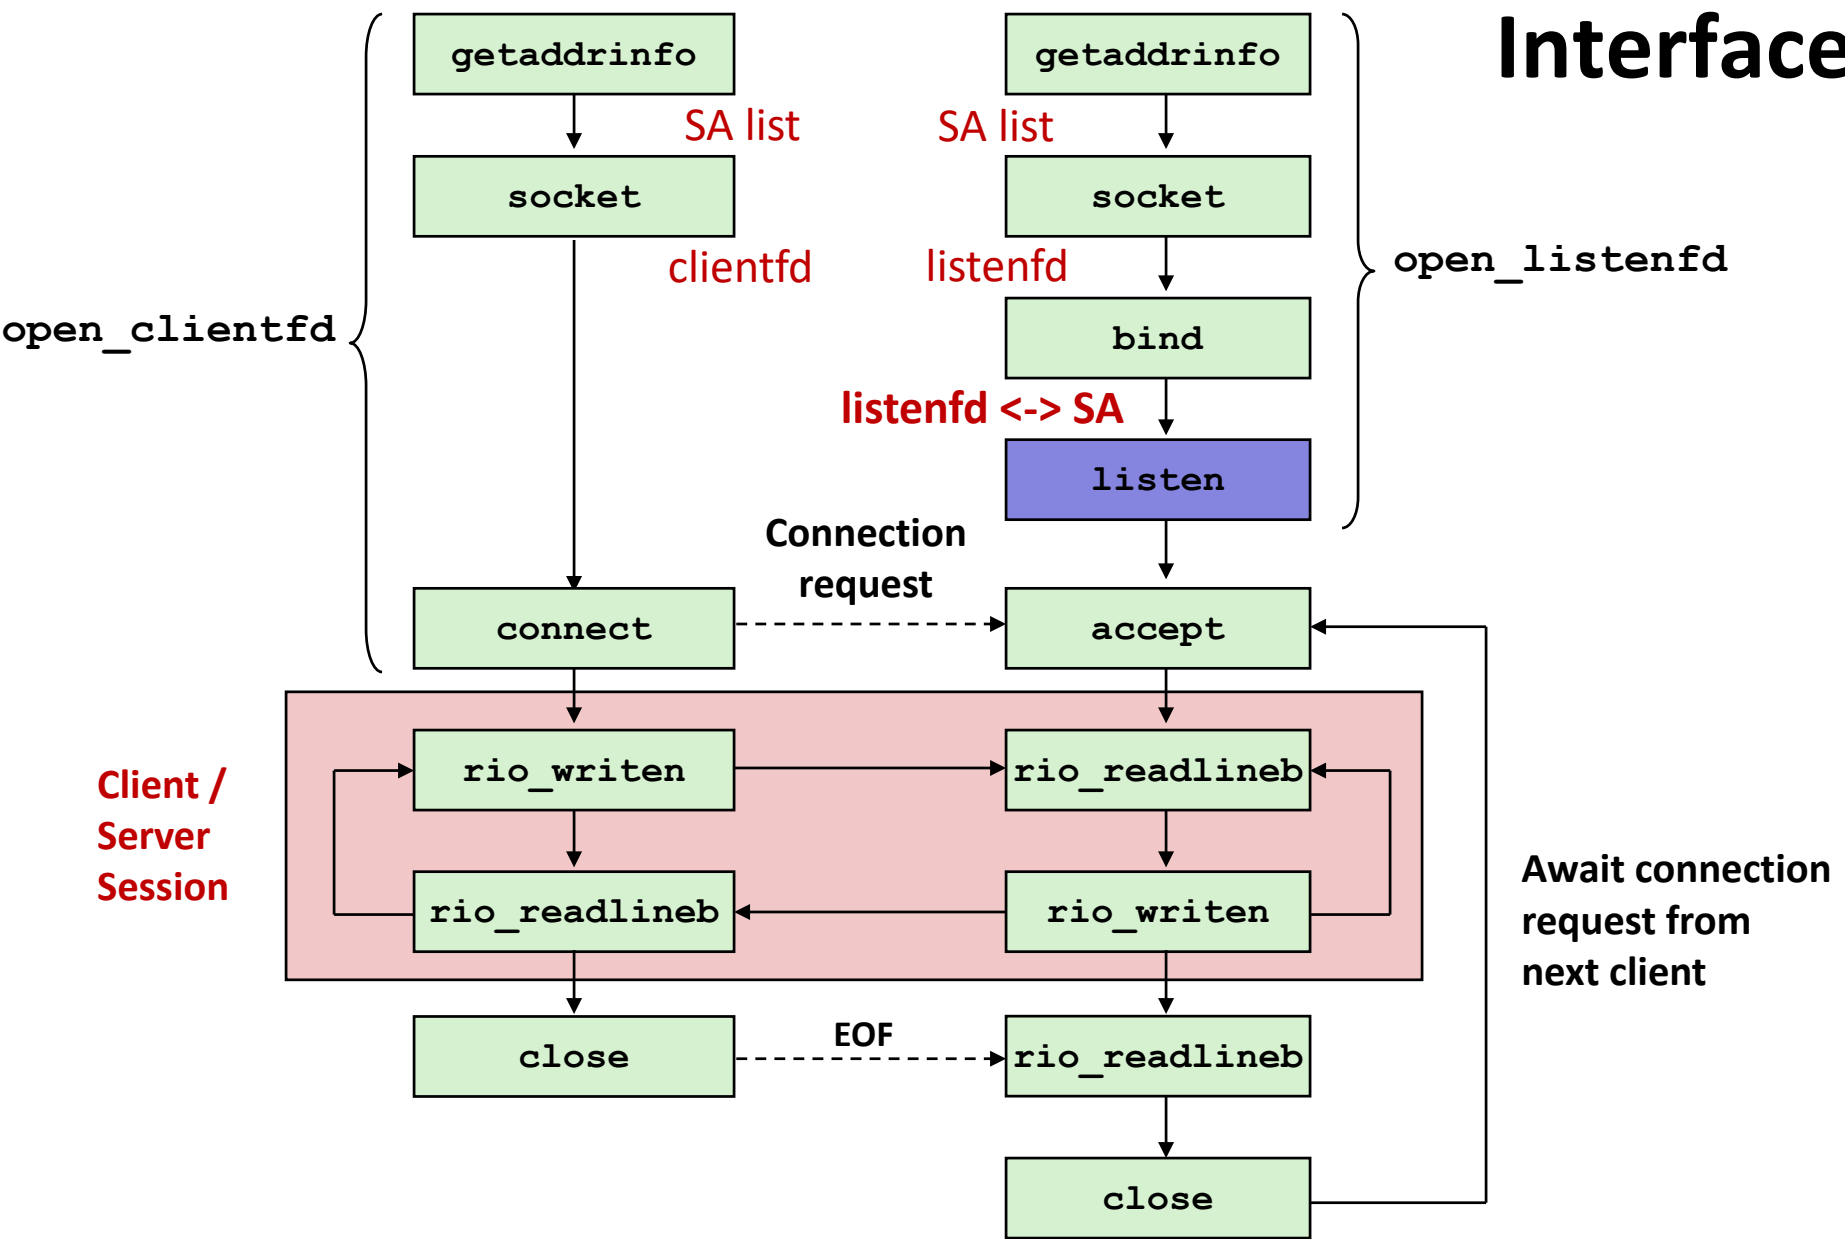 Interface
getaddrinfo
getaddrinfo
SA list
SA list
socket
socket
clientfd
listenfd
open_listenfd
open_clientfd
bind
listenfd <-> SA
listen
Connection
request
connect
accept
Client /
Server
Session
rio_writen
rio_readlineb
rio_readlineb
rio_writen
Await connection
request from
next client
close
EOF
rio_readlineb
close